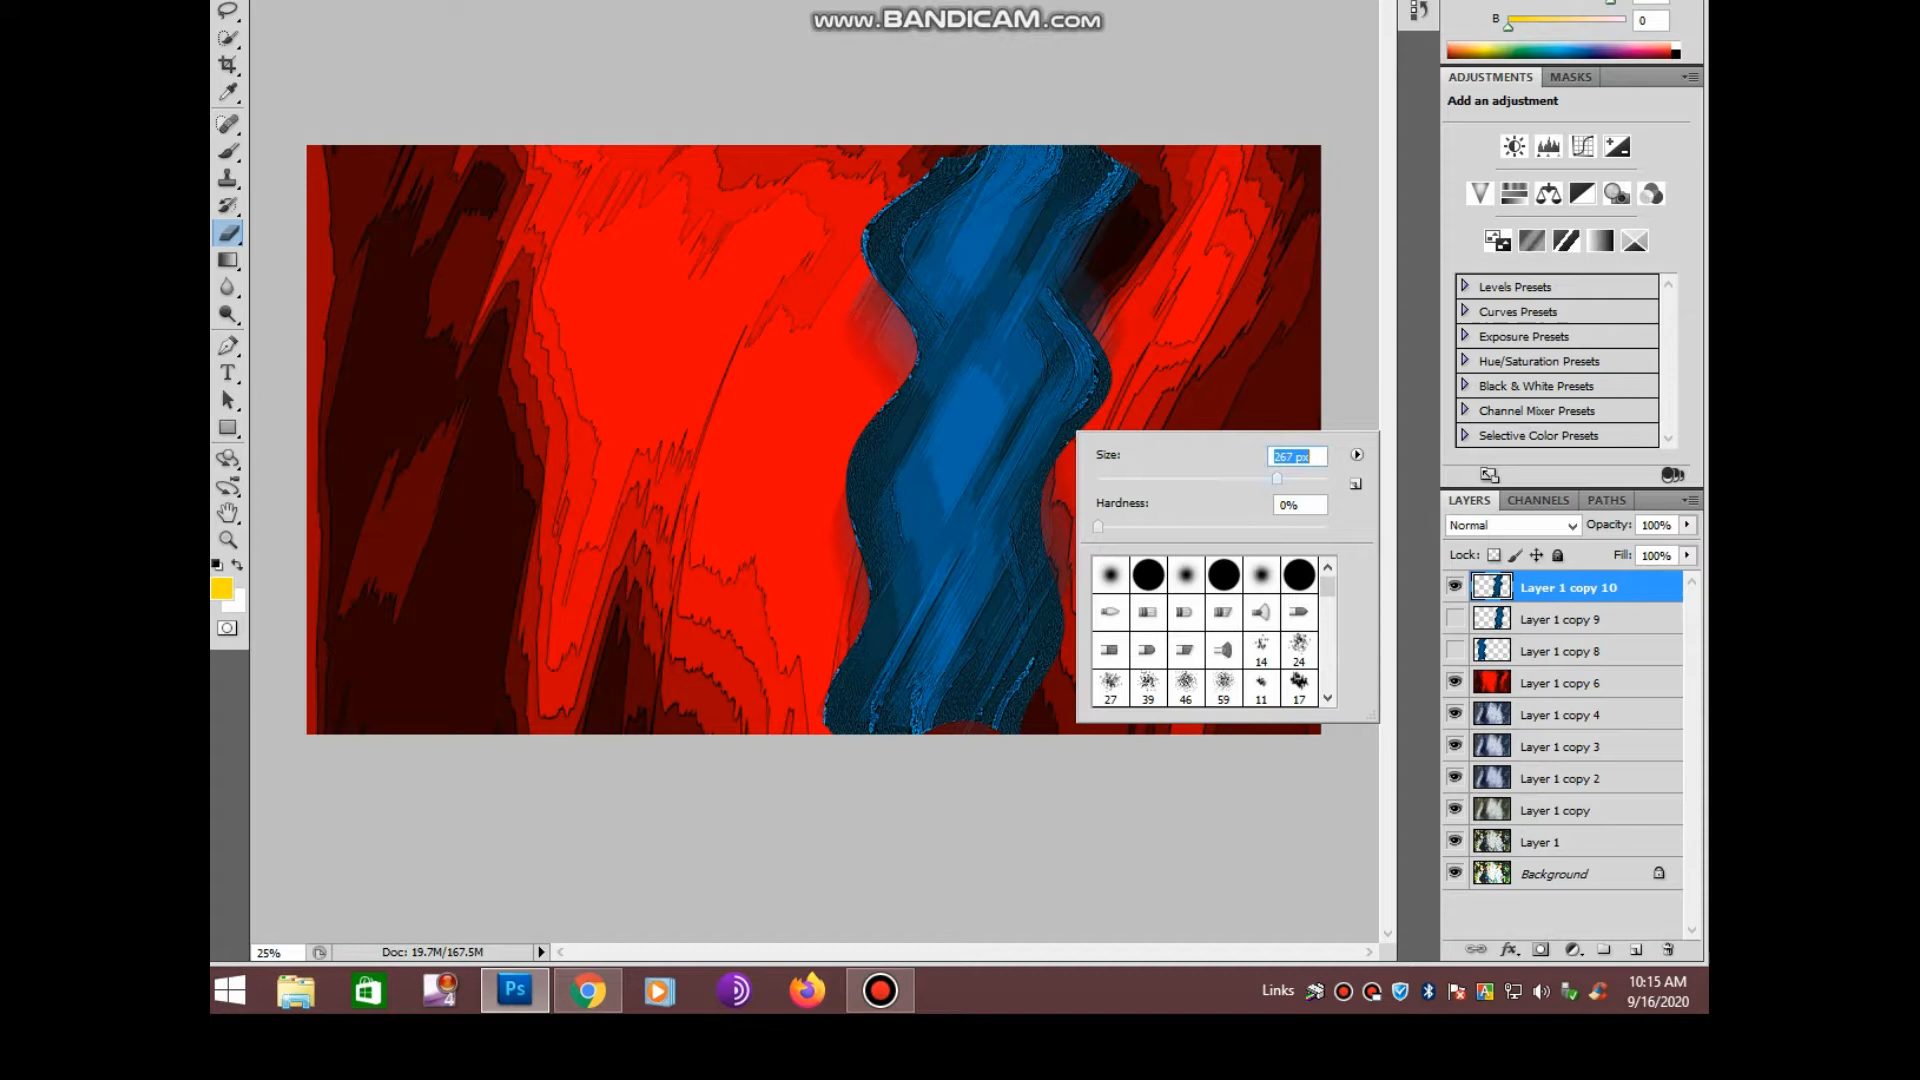 www.BANDICAM.com
B
0
ADJUSTMENTS
MASKS
Add an adjustment
Levels Presets
Curves Presets
Exposure Presets
Hue/Saturation Presets
Black & White Presets
Channel Mixer Presets
Selective Color Presets
Size:
267 px
Hardness:
0%
14
24
27
39
46
59
11
17
LAYERS
CHANNELS
PATHS
Normal
Opacity:
100%
Lock:
Fill:
100%
Layer 1 copy 10
Layer 1 copy 9
Layer 1 copy 8
Layer 1 copy 6
Layer 1 copy 4
Layer 1 copy 3
Layer 1 copy 2
Layer 1 copy
Layer 1
Background
fx
T
25%
Doc: 19.7M/167.5M
4
Ps
Links
A
10:15 AM
9/16/2020